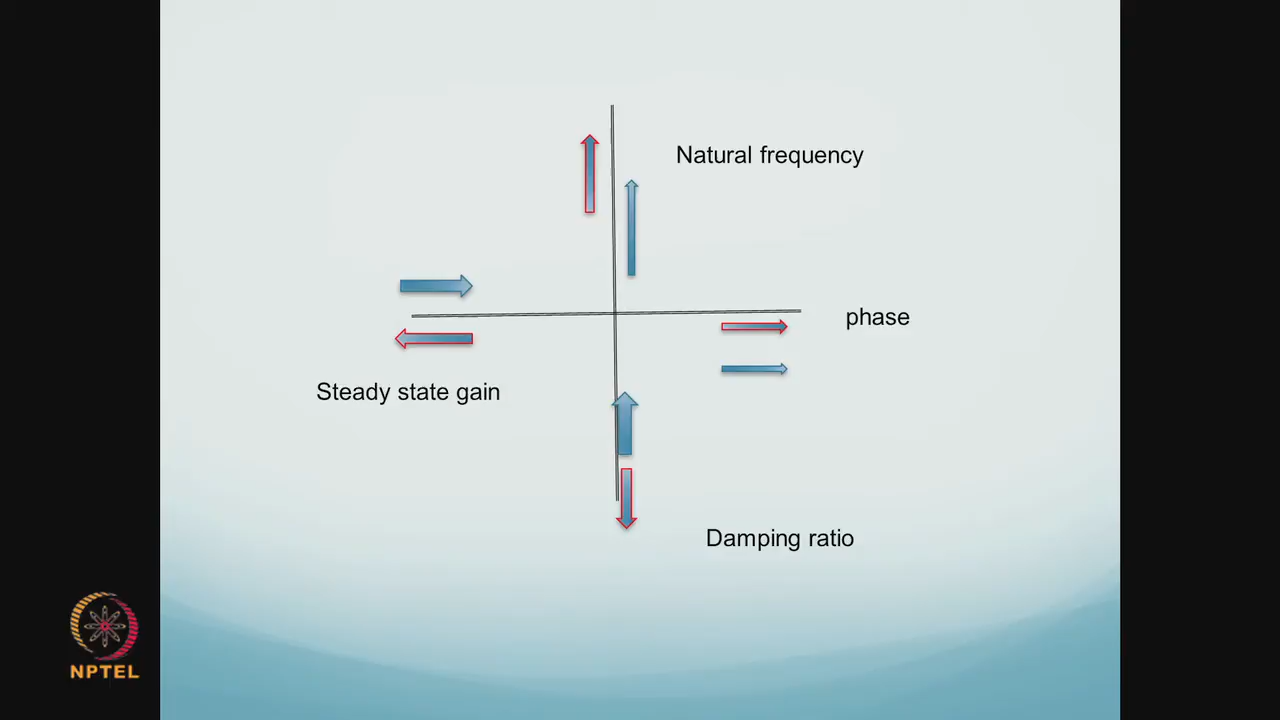 Natural frequency
phase
Steady state gain
Damping ratio
NPTEL